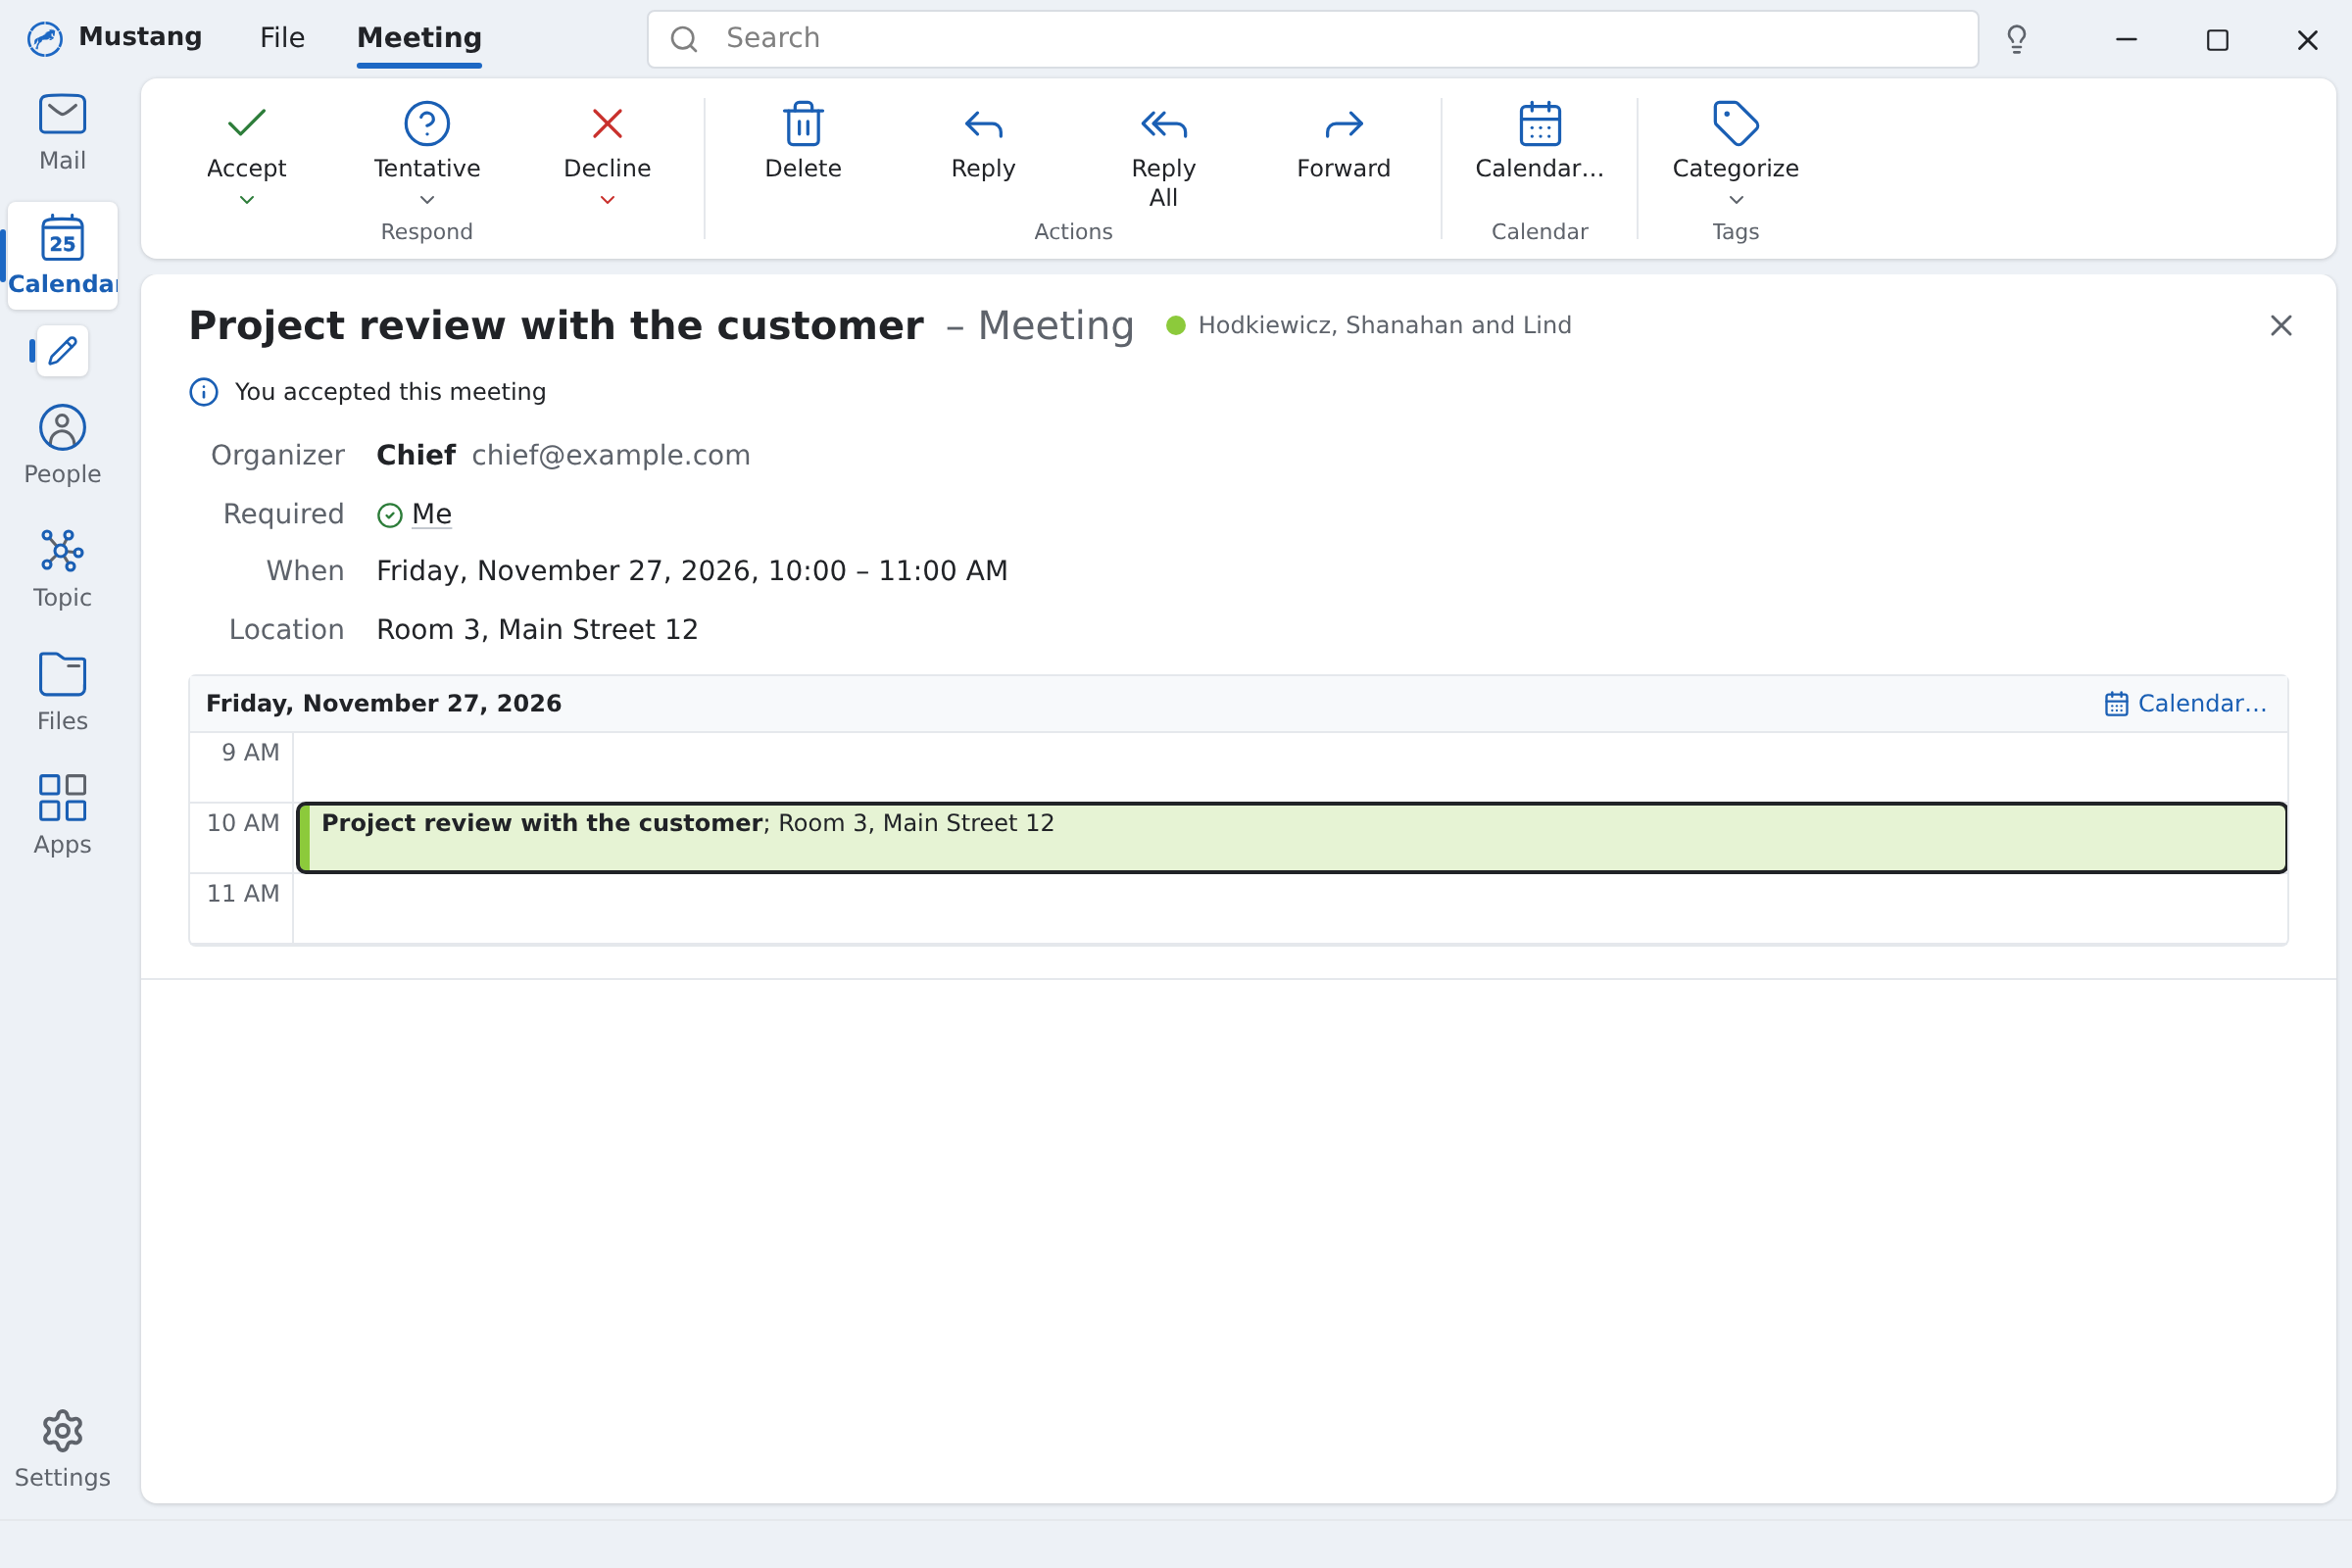 Mustang
File
Meeting
Search
Mail
25
Calendar
People
Topic
Files
Apps
Settings
Accept
Tentative
Decline
Respond
Delete
Reply
Reply
All
Forward
Actions
Calendar...
Calendar
Categorize
Tags
Project review with the customer – Meeting Hodkiewicz, Shanahan and Lind
You accepted this meeting
Organizer Chief chief@example.com
Required Me
When Friday, November 27, 2026, 10:00 – 11:00 AM
Location Room 3, Main Street 12
Friday, November 27, 2026 Calendar...
9 AM
10 AM Project review with the customer; Room 3, Main Street 12
11 AM